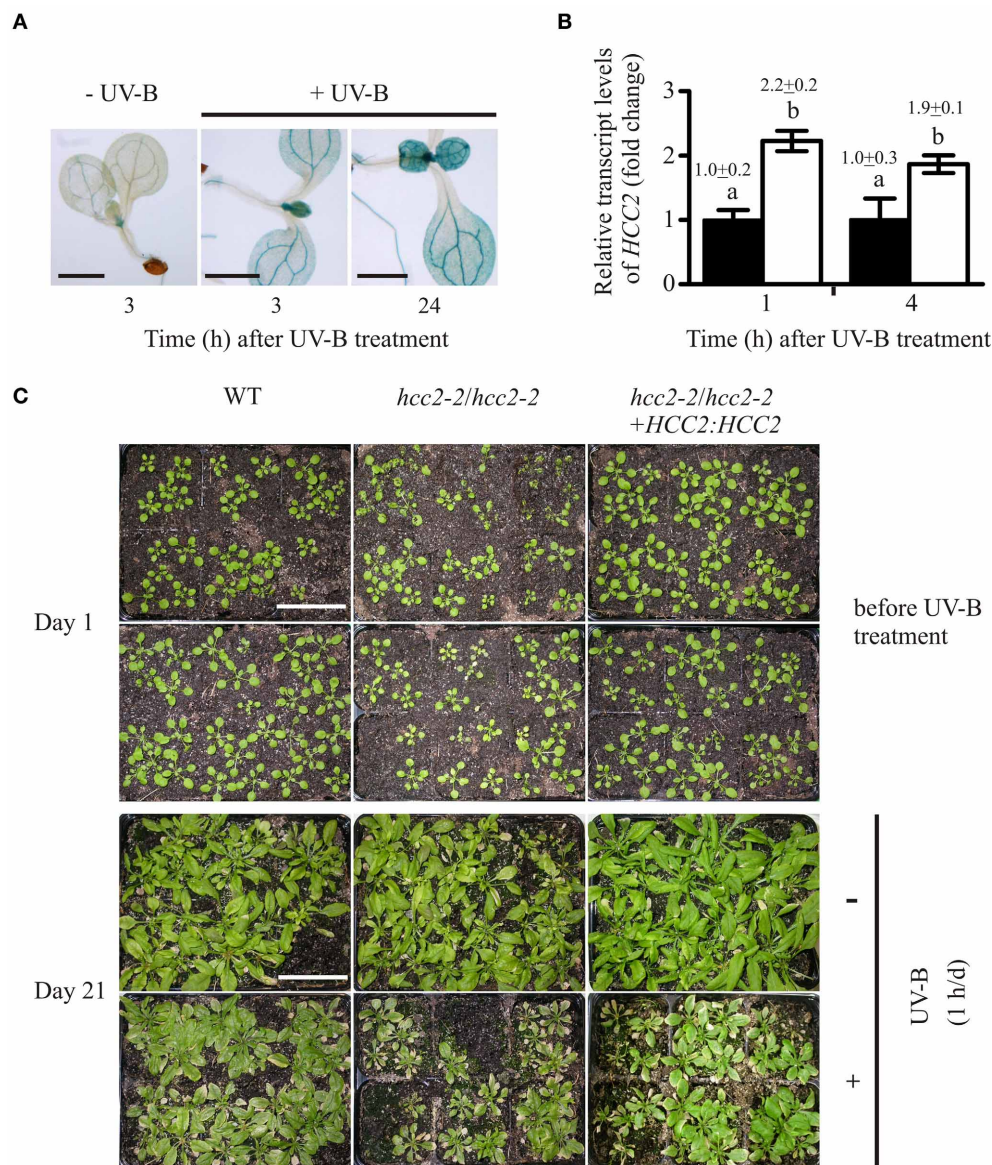 A
- UV-B
+ UV-B
3
3
24
Time (h) after UV-B treatment
B
Relative transcript levels
of HCC2 (fold change)
3
2
1
0
1.0±0.2
a
2.2±0.2
b
1.0±0.3
a
1.9±0.1
b
1
4
Time (h) after UV-B treatment
C
WT
hcc2-2/hcc2-2
hcc2-2/hcc2-2
+HCC2:HCC2
Day 1
before UV-B
treatment
Day 21
-
+
UV-B
(1 h/d)